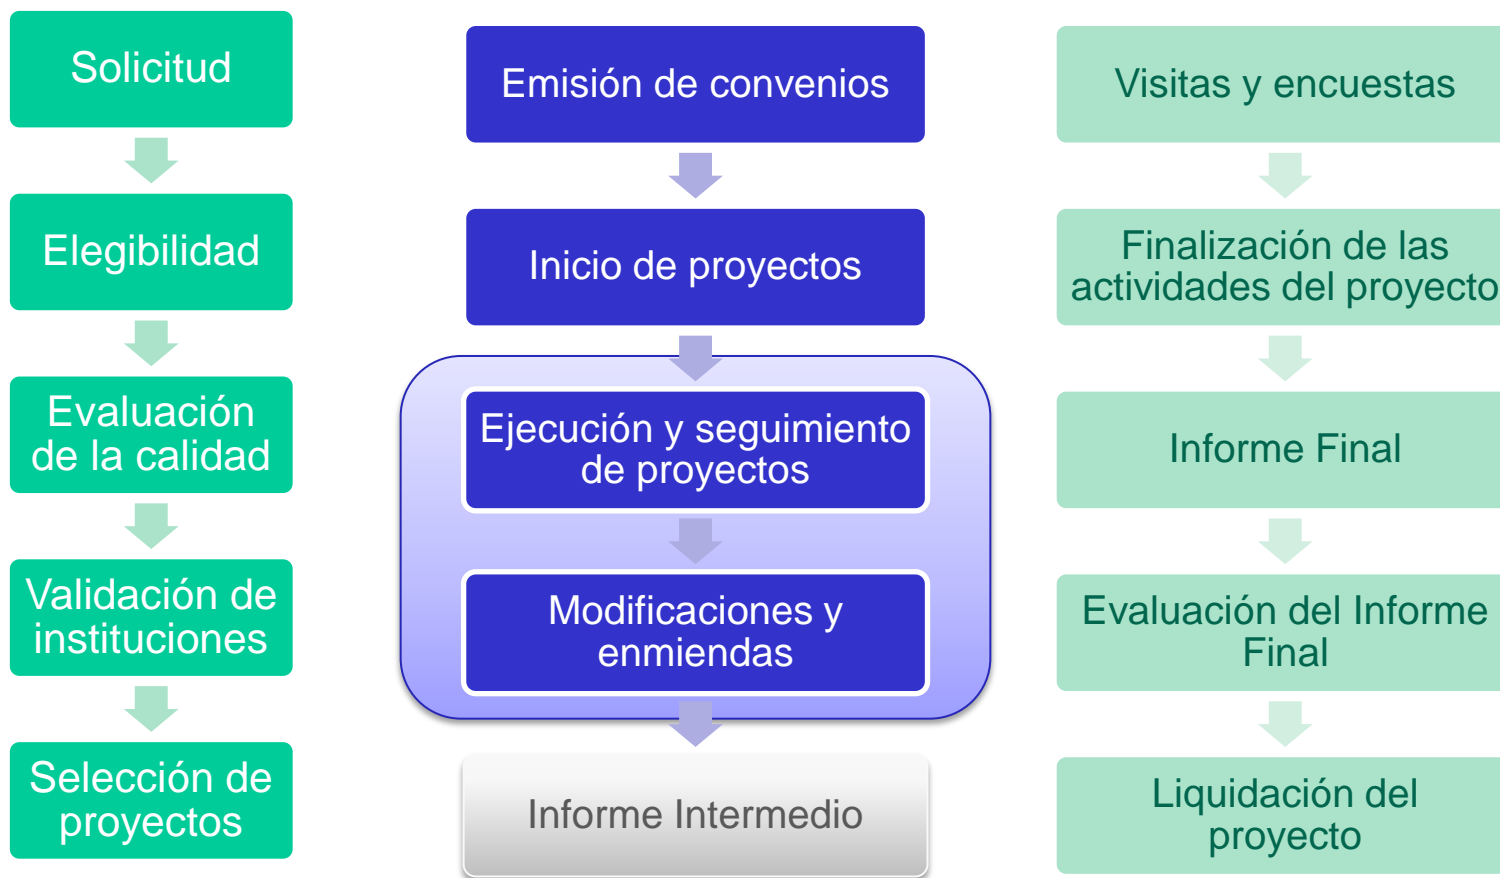 Solicitud
Elegibilidad
Evaluación
de la calidad
Validación de
instituciones
Selección de
proyectos
Emisión de convenios
Inicio de proyectos
Ejecución y seguimiento
de proyectos
Modificaciones y
enmiendas
Informe Intermedio
Visitas y encuestas
Finalización de las
actividades del proyecto
Informe Final
Evaluación del Informe
Final
Liquidación del
proyecto